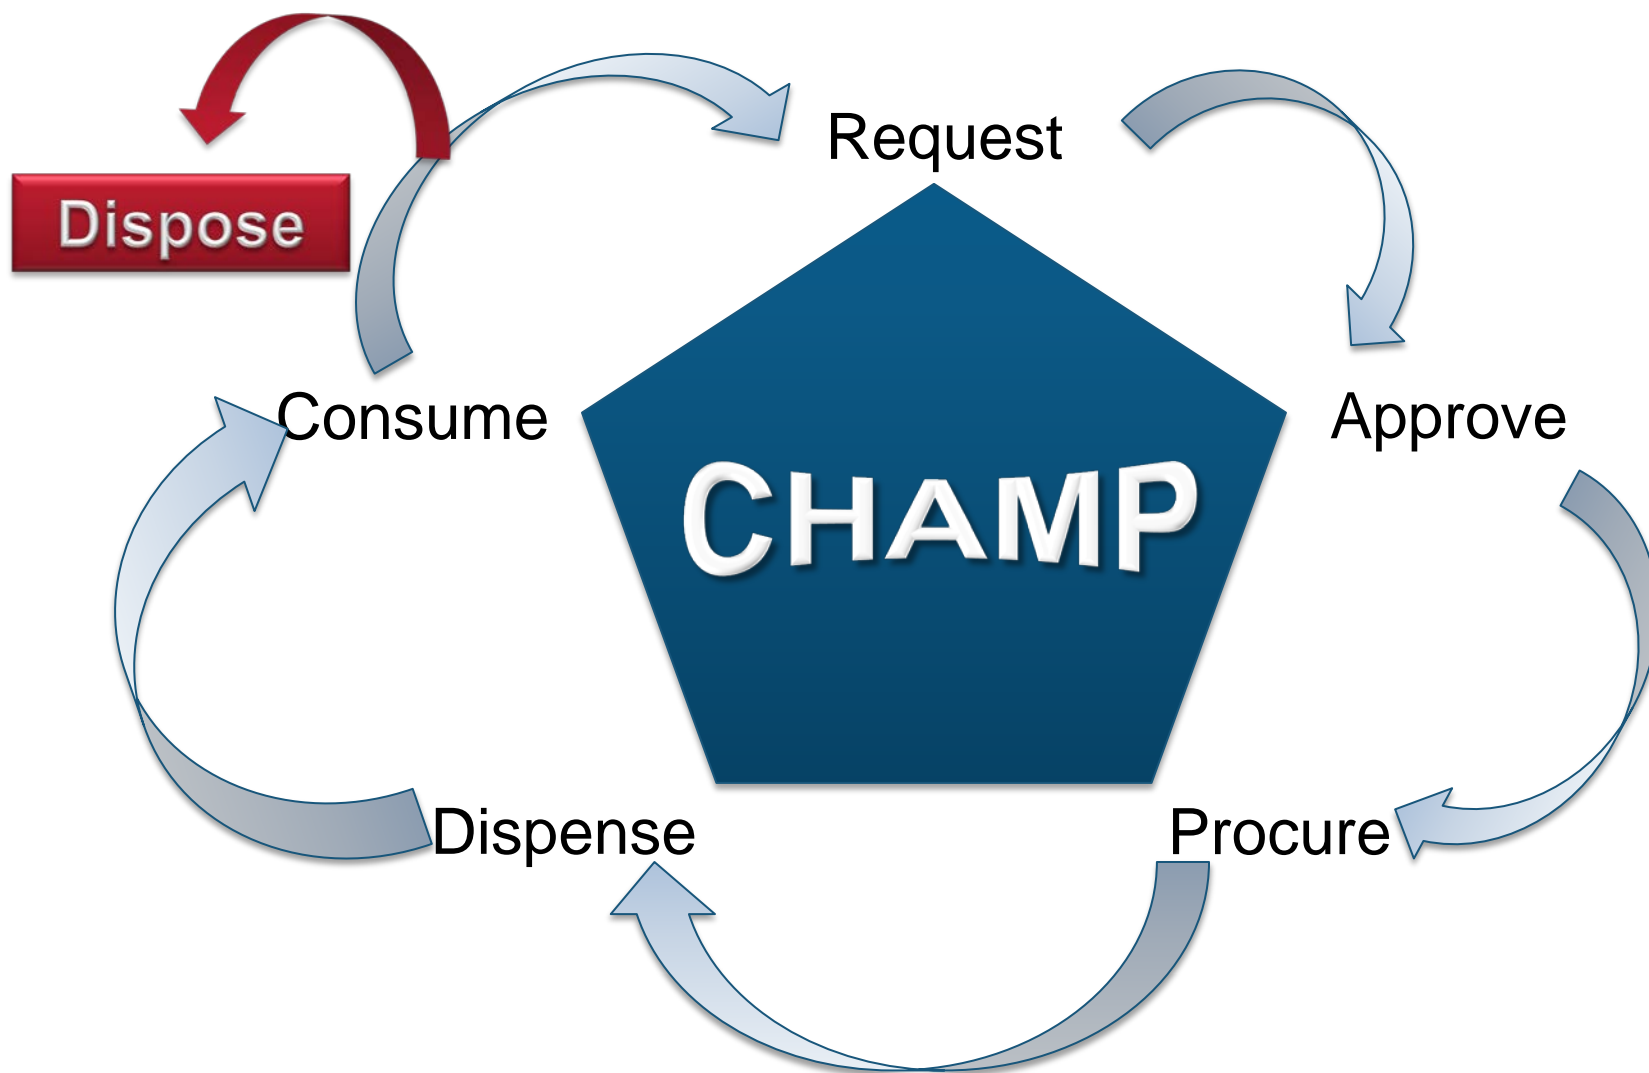 Request
Dispose
Consume
Approve
CHAMP
Dispense
Procure